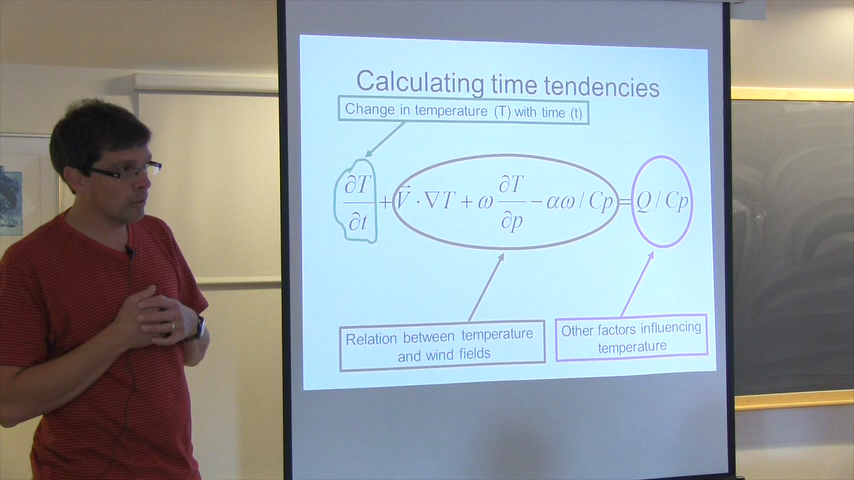 Calculating time tendencies
Change in temperature (T) with time (t)
∂T/∂t + V⃗ · ∇T + ω ∂T/∂p − αω / Cp = Q / Cp
Relation between temperature
and wind fields
Other factors influencing
temperature